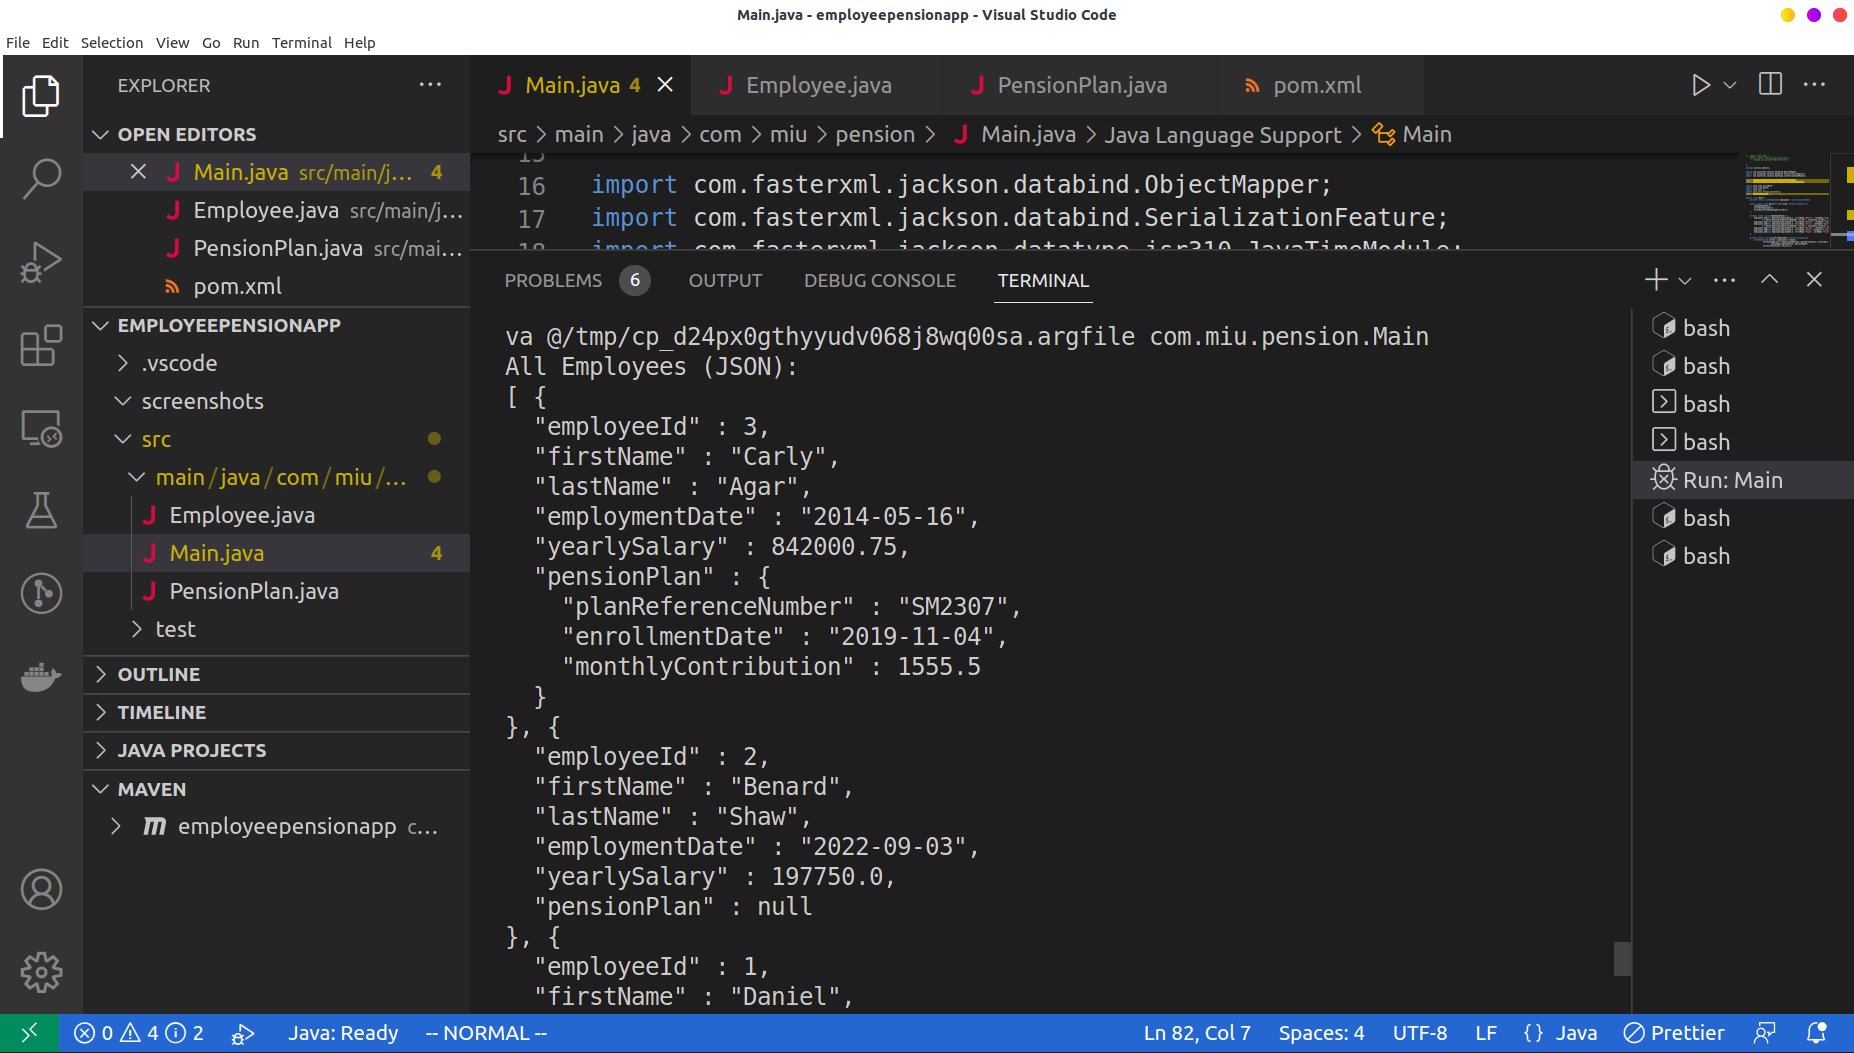 Main.java - employeepensionapp - Visual Studio Code
File Edit Selection View Go Run Terminal Help
EXPLORER
OPEN EDITORS
Main.java src/main/j... 4
Employee.java src/main/j...
PensionPlan.java src/mai...
pom.xml
EMPLOYEEPENSIONAPP
.vscode
screenshots
src
main/java/com/miu/...
Employee.java
Main.java 4
PensionPlan.java
test
OUTLINE
TIMELINE
JAVA PROJECTS
MAVEN
employeepensionapp c...
Main.java 4 Employee.java PensionPlan.java pom.xml
src > main > java > com > miu > pension > Main.java > Java Language Support > Main
15
16 import com.fasterxml.jackson.databind.ObjectMapper;
17 import com.fasterxml.jackson.databind.SerializationFeature;
18 import com.fasterxml.jackson.datatype.jsr310.JavaTimeModule;
PROBLEMS 6 OUTPUT DEBUG CONSOLE TERMINAL
va @/tmp/cp_d24px0gthyyudv068j8wq00sa.argfile com.miu.pension.Main
All Employees (JSON):
[ {
"employeeId" : 3,
"firstName" : "Carly",
"lastName" : "Agar",
"employmentDate" : "2014-05-16",
"yearlySalary" : 842000.75,
"pensionPlan" : {
"planReferenceNumber" : "SM2307",
"enrollmentDate" : "2019-11-04",
"monthlyContribution" : 1555.5
}
}, {
"employeeId" : 2,
"firstName" : "Benard",
"lastName" : "Shaw",
"employmentDate" : "2022-09-03",
"yearlySalary" : 197750.0,
"pensionPlan" : null
}, {
"employeeId" : 1,
"firstName" : "Daniel",
bash
bash
bash
bash
Run: Main
bash
bash
0 4 2 Java: Ready -- NORMAL -- Ln 82, Col 7 Spaces: 4 UTF-8 LF {} Java Prettier